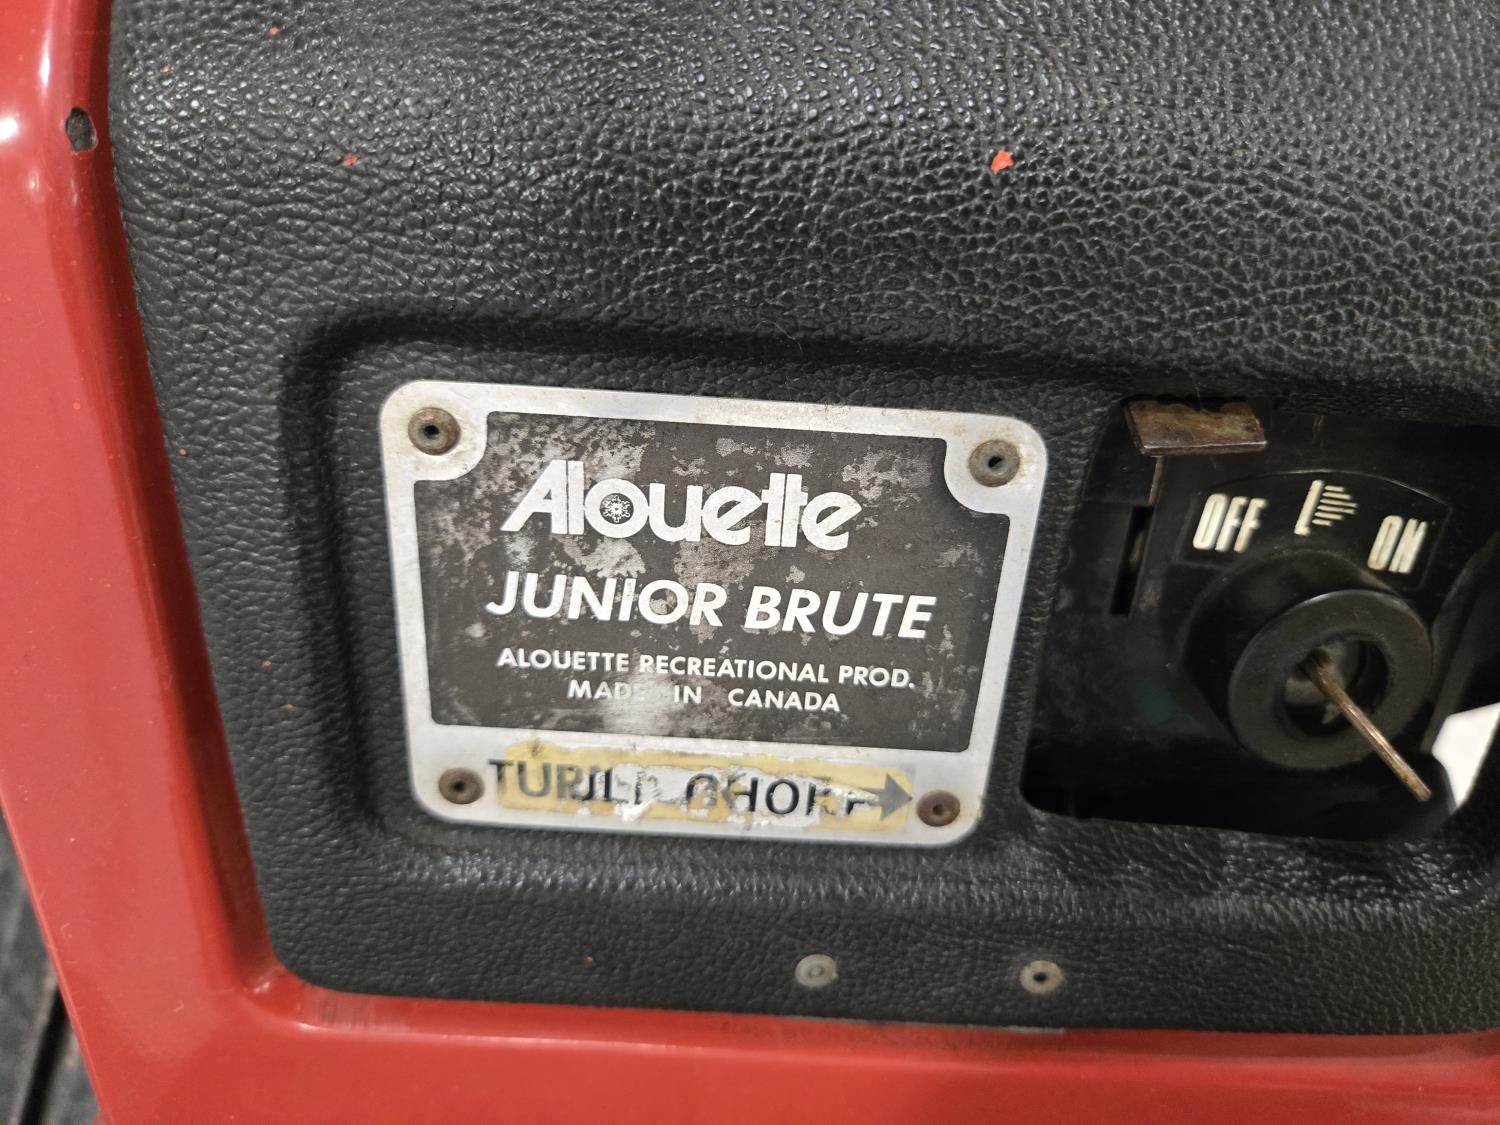 Alouette
JUNIOR BRUTE
ALOUETTE RECREATIONAL PROD.
MADE IN CANADA
OFF
ON